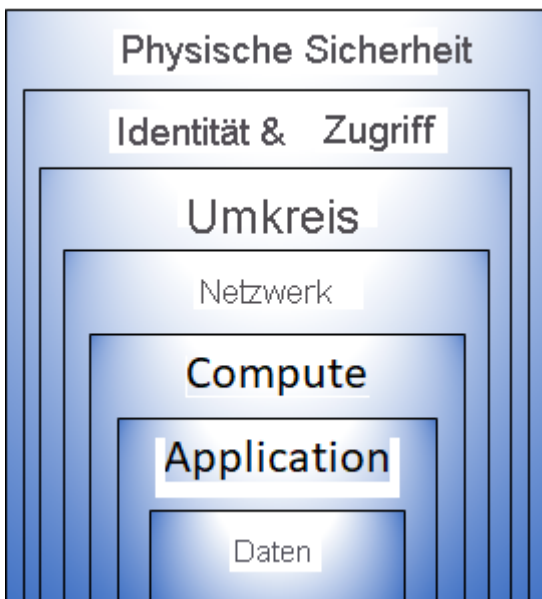 Physische Sicherheit
Identität & Zugriff
Umkreis
Netzwerk
Compute
Application
Daten